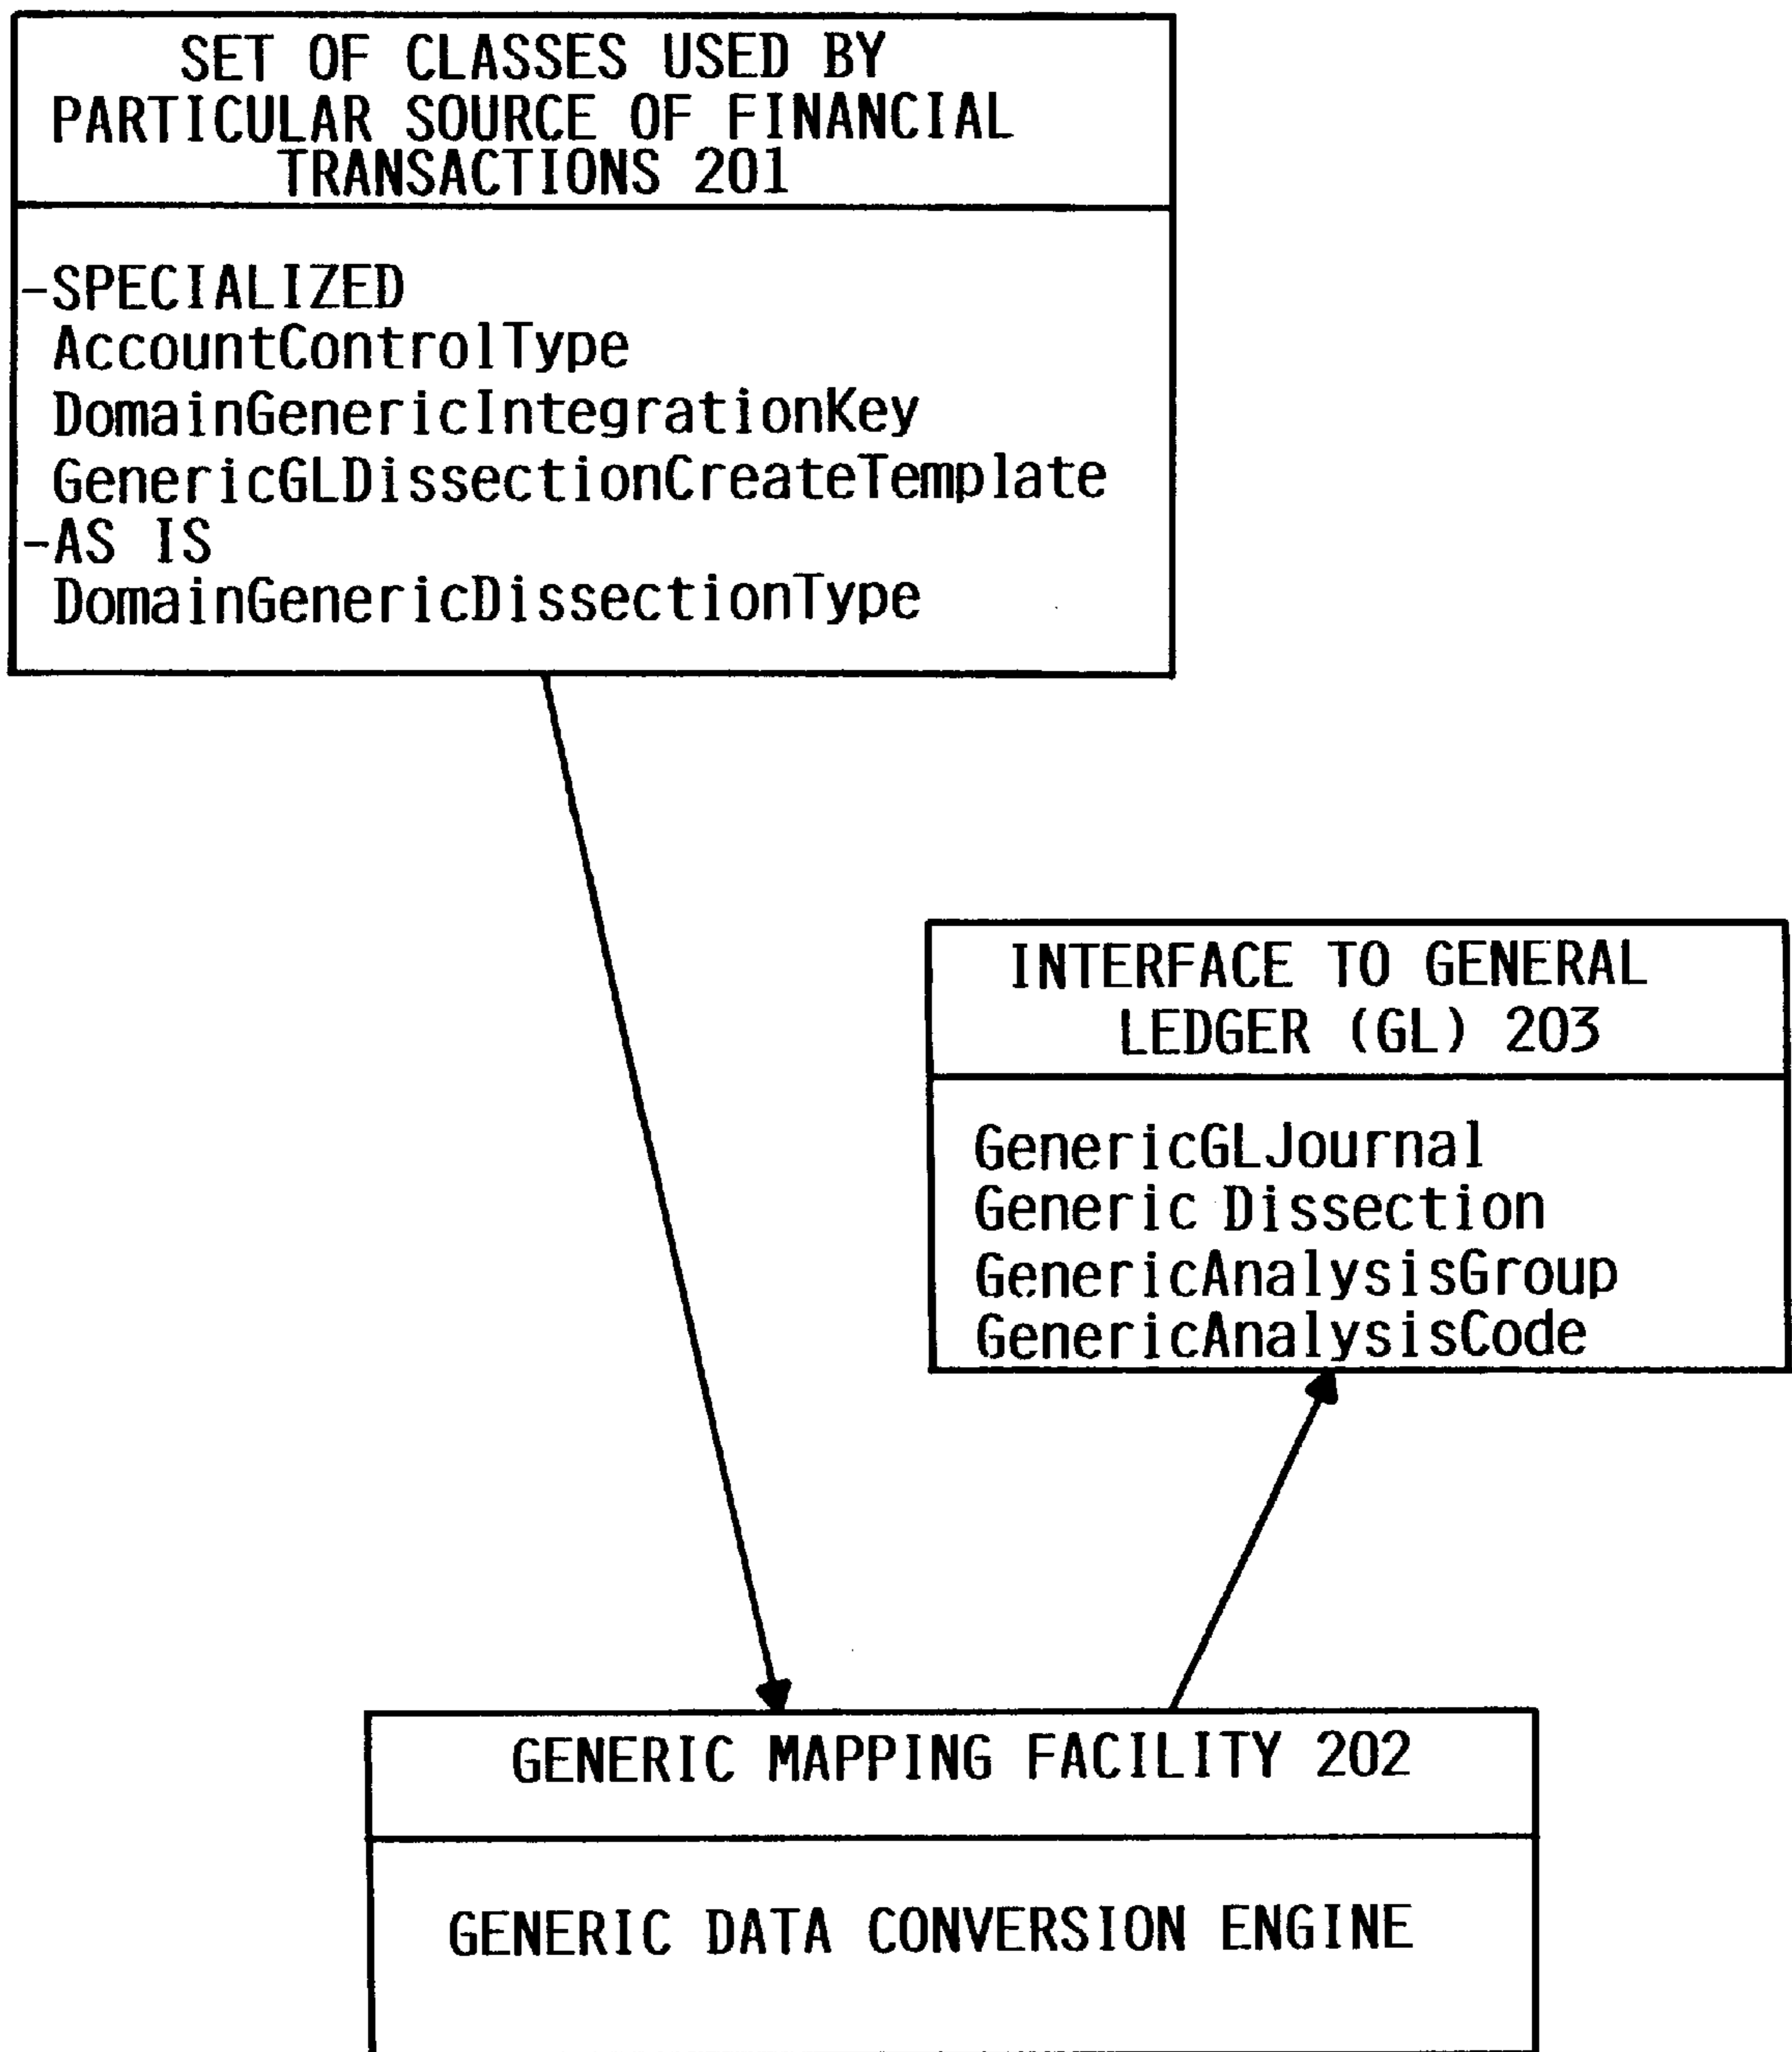 SET OF CLASSES USED BY
PARTICULAR SOURCE OF FINANCIAL
TRANSACTIONS 201
-SPECIALIZED
AccountControlType
DomainGenericIntegrationKey
GenericGLDissectionCreateTemplate
-AS IS
DomainGenericDissectionType
INTERFACE TO GENERAL
LEDGER (GL) 203
GenericGLJournal
Generic Dissection
GenericAnalysisGroup
GenericAnalysisCode
GENERIC MAPPING FACILITY 202
GENERIC DATA CONVERSION ENGINE